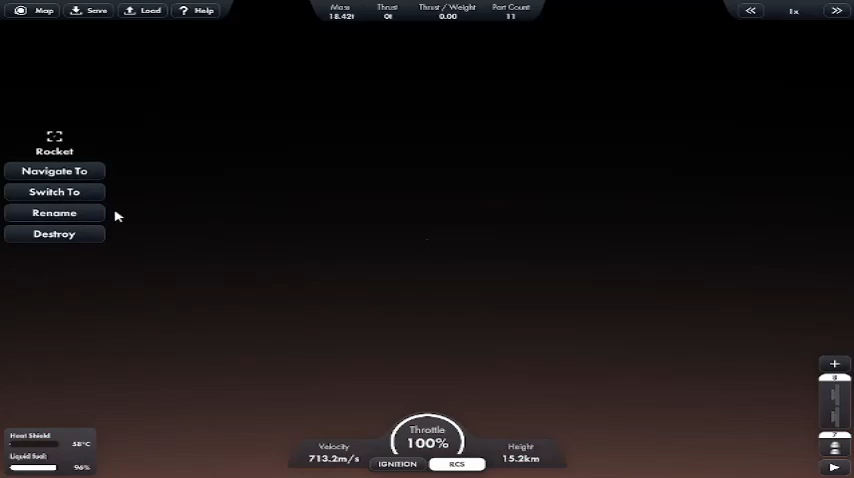 Map Save Load ? Help
Mass Thrust Thrust / Weight Part Count
18.42t 0t 0.00 11
1x
Rocket
Navigate To
Switch To
Rename
Destroy
8
7
Heat Shield
58°C
Liquid fuel:
96%
Throttle
100%
Velocity
713.2m/s
Height
15.2km
IGNITION RCS